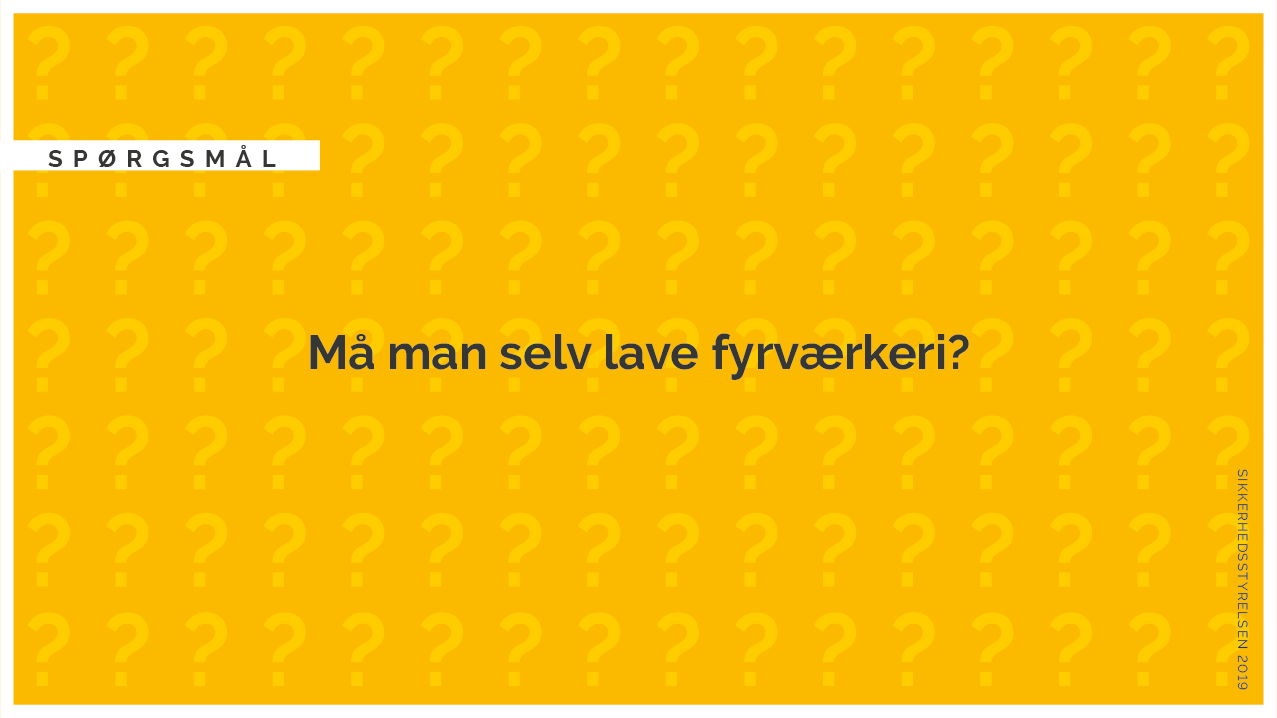 SPØRGSMÅL
Må man selv lave fyrværkeri?
SIKKERHEDSSTYRELSEN 2019